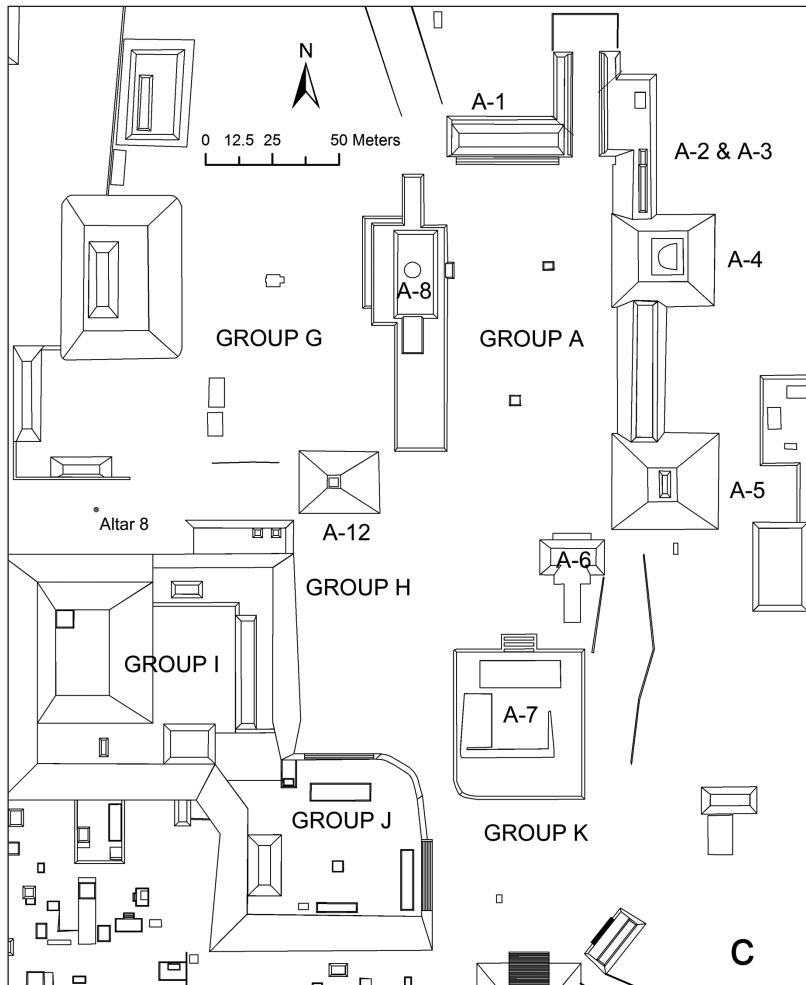 N
A-1
0 12.5 25 50 Meters
A-2 & A-3
A-4
A-8
GROUP G
GROUP A
A-5
Altar 8
A-12
A-6
GROUP H
GROUP I
A-7
GROUP J
GROUP K
C